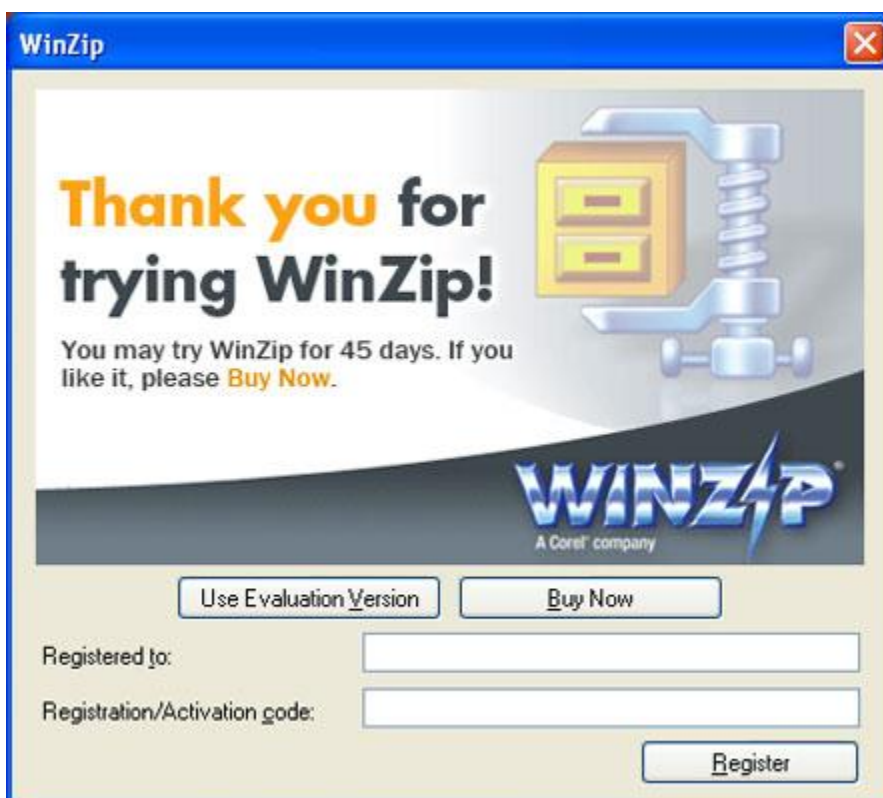 WinZip
Thank you for
trying WinZip!
You may try WinZip for 45 days. If you
like it, please Buy Now.
WINZIP®
A Corel® company
Use Evaluation Version
Buy Now
Registered to:
Registration/Activation code:
Register